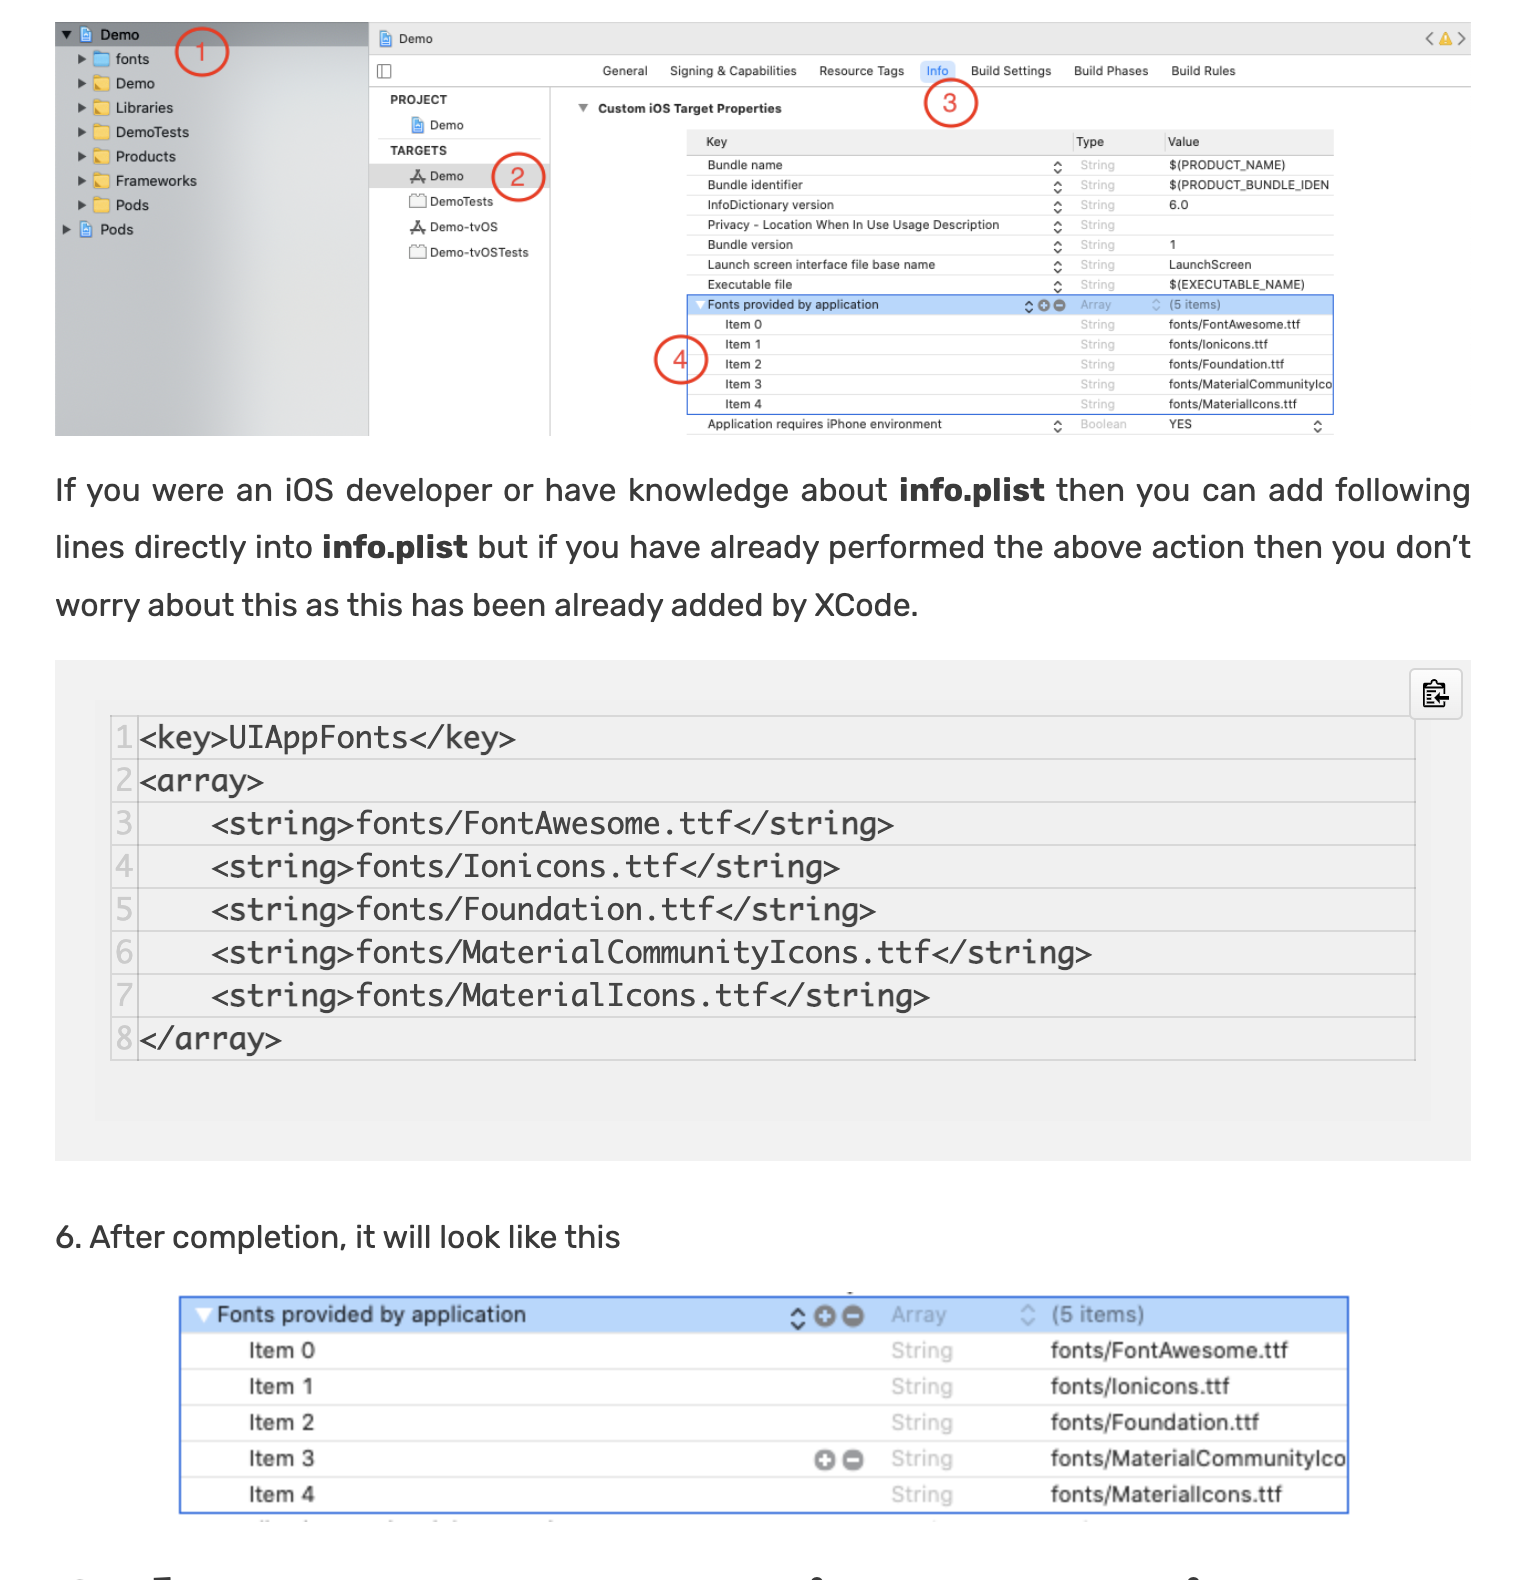 Demo
fonts
Demo
Libraries
DemoTests
Products
Frameworks
Pods
Pods
1
Demo
General Signing & Capabilities Resource Tags Info Build Settings Build Phases Build Rules
PROJECT
Demo
TARGETS
Demo
DemoTests
Demo-tvOS
Demo-tvOSTests
2
3
Custom iOS Target Properties
Key Type Value
Bundle name String $(PRODUCT_NAME)
Bundle identifier String $(PRODUCT_BUNDLE_IDEN
InfoDictionary version String 6.0
Privacy - Location When In Use Usage Description String
Bundle version String 1
Launch screen interface file base name String LaunchScreen
Executable file String $(EXECUTABLE_NAME)
Fonts provided by application Array (5 items)
Item 0 String fonts/FontAwesome.ttf
Item 1 String fonts/Ionicons.ttf
4
Item 2 String fonts/Foundation.ttf
Item 3 String fonts/MaterialCommunityIco
Item 4 String fonts/MaterialIcons.ttf
Application requires iPhone environment Boolean YES
If you were an iOS developer or have knowledge about info.plist then you can add following
lines directly into info.plist but if you have already performed the above action then you don’t
worry about this as this has been already added by XCode.
1 <key>UIAppFonts</key>
2 <array>
3     <string>fonts/FontAwesome.ttf</string>
4     <string>fonts/Ionicons.ttf</string>
5     <string>fonts/Foundation.ttf</string>
6     <string>fonts/MaterialCommunityIcons.ttf</string>
7     <string>fonts/MaterialIcons.ttf</string>
8 </array>
6. After completion, it will look like this
Fonts provided by application Array (5 items)
Item 0 String fonts/FontAwesome.ttf
Item 1 String fonts/Ionicons.ttf
Item 2 String fonts/Foundation.ttf
Item 3 String fonts/MaterialCommunityIco
Item 4 String fonts/MaterialIcons.ttf